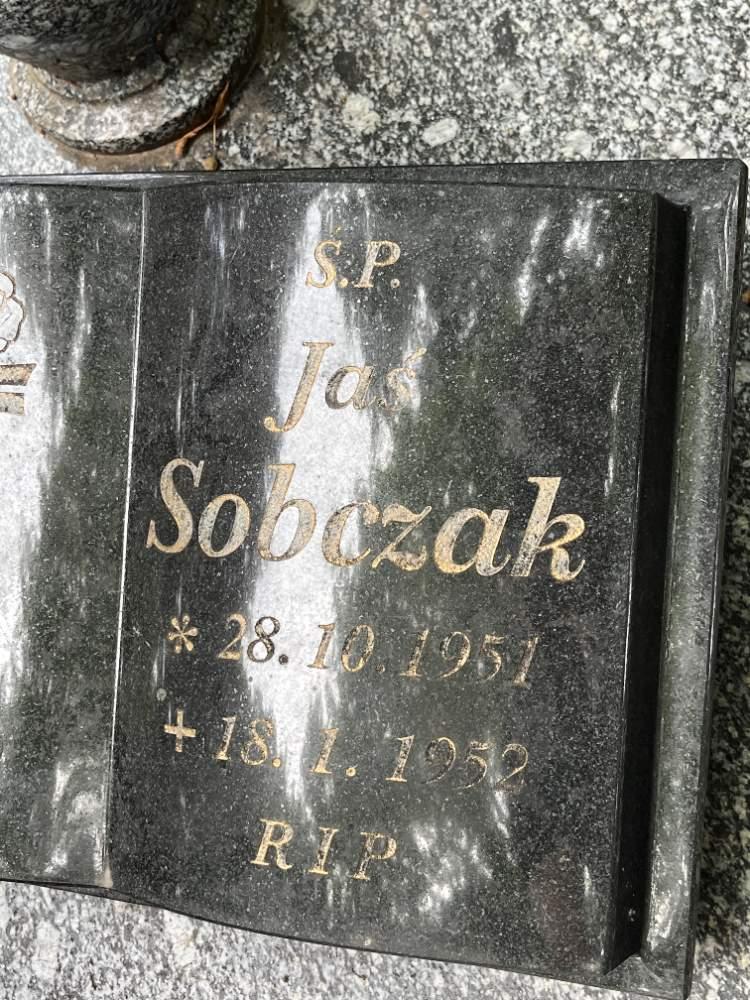 Ś.P.
Jaś
Sobczak
* 28. 10. 1951
+ 18. 1. 1952
RIP